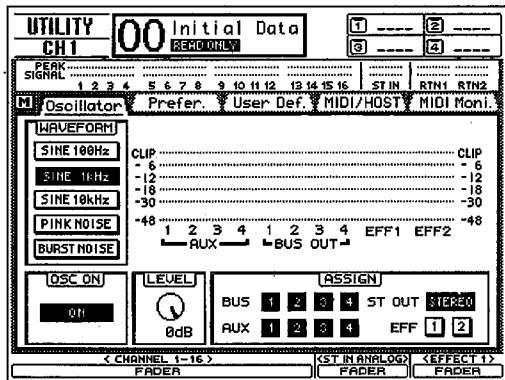 UTILITY
CH1
00 Initial Data
READ ONLY
1 ---- 2 ----
3 ---- 4 ----
PEAK
SIGNAL
1 2 3 4 5 6 7 8 9 10 11 12 13 14 15 16 ST IN RTN1 RTN2
M Oscillator Prefer. User Def. MIDI/HOST MIDI Moni.
WAVEFORM
SINE 100Hz
SINE 1kHz
SINE 10kHz
PINK NOISE
BURST NOISE
CLIP CLIP
- 6 - 6
-12 -12
-18 -18
-30 -30
-48 -48
1 2 3 4 1 2 3 4 EFF1 EFF2
AUX BUS OUT
OSC ON
ON
LEVEL
0dB
ASSIGN
BUS 1 2 3 4 ST OUT STEREO
AUX 1 2 3 4 EFF 1 2
< CHANNEL 1-16 > <ST IN ANALOG> <EFFECT 1>
FADER FADER FADER